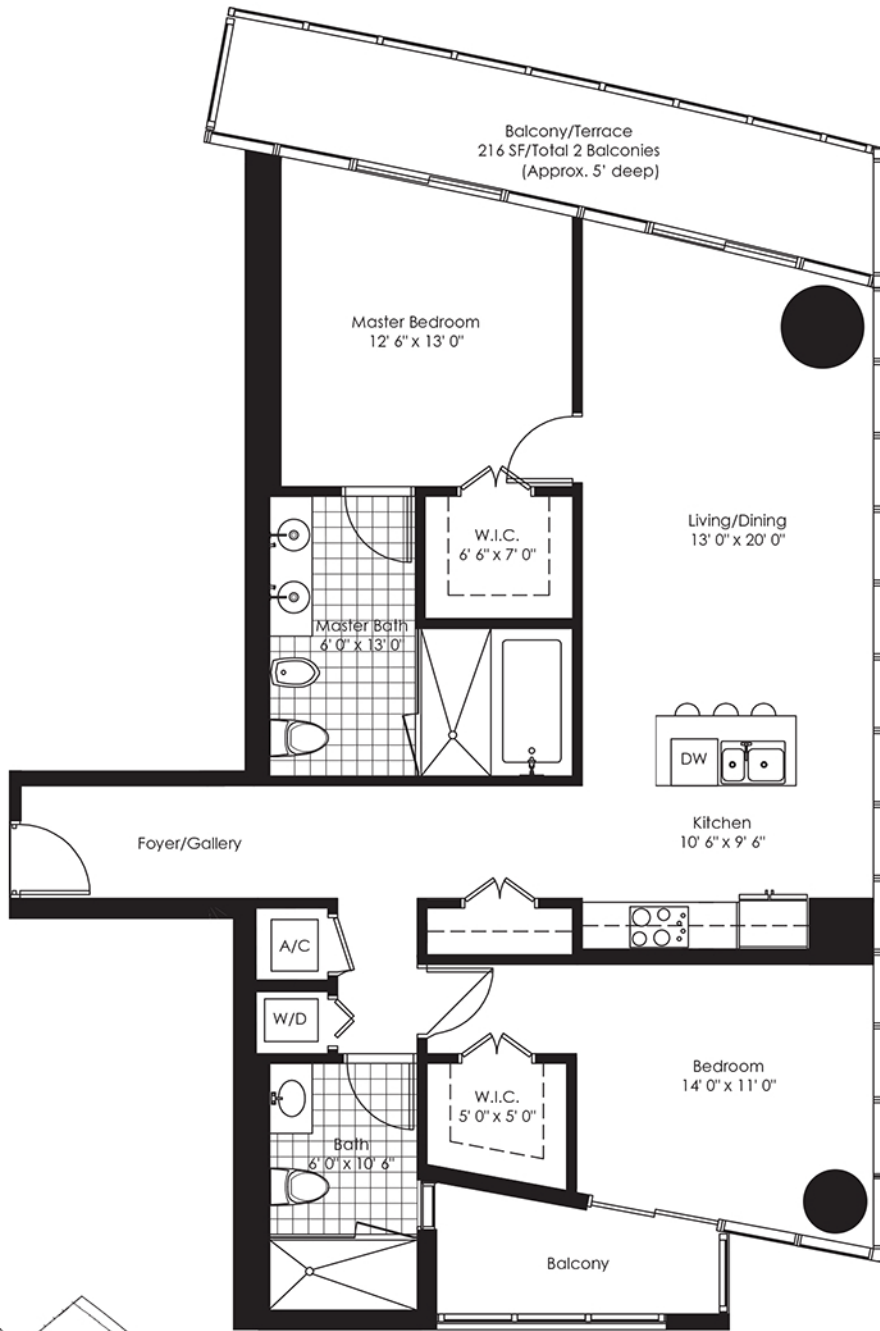 Balcony/Terrace
216 SF/Total 2 Balconies
(Approx. 5' deep)
Master Bedroom
12' 6" x 13' 0"
W.I.C.
6' 6" x 7' 0"
Living/Dining
13' 0" x 20' 0"
Master Bath
6' 0" x 13' 0'
DW
Kitchen
10' 6" x 9' 6"
Foyer/Gallery
A/C
W/D
Bedroom
14' 0" x 11' 0"
W.I.C.
5' 0" x 5' 0"
Bath
6' 0" x 10' 6"
Balcony